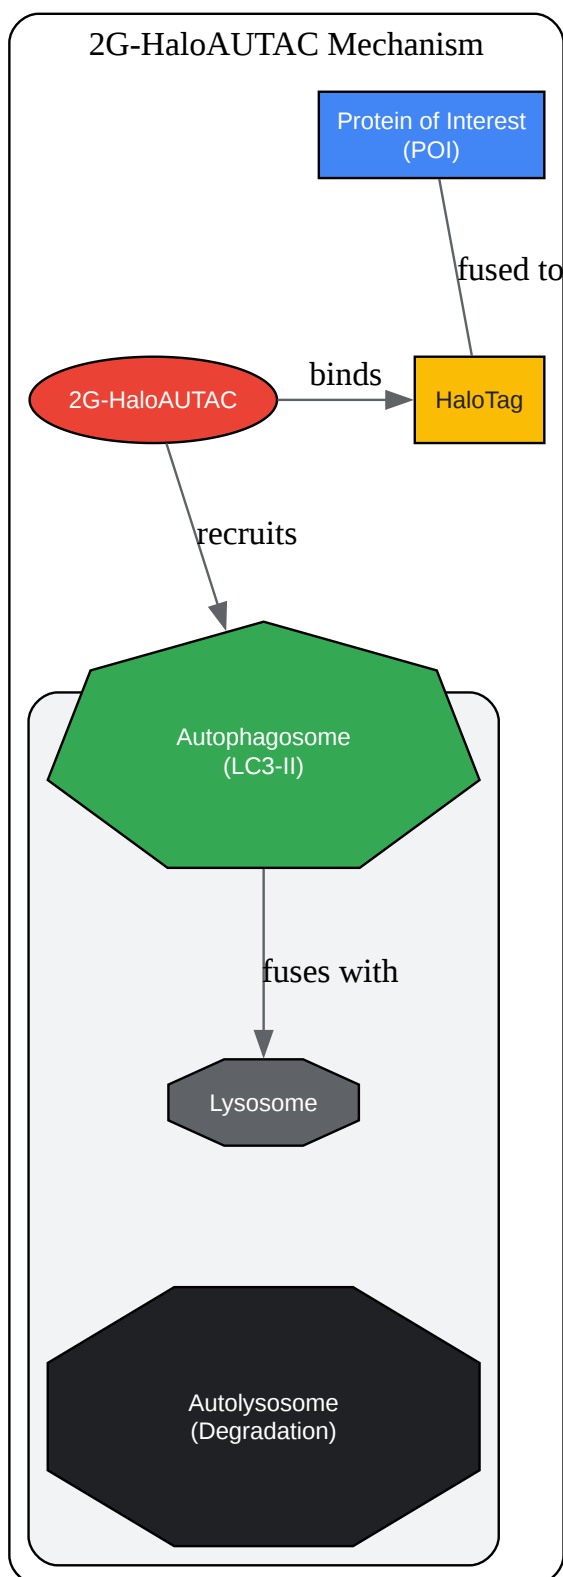 2G-HaloAUTAC Mechanism
Protein of Interest
(POI)
fused to
binds
2G-HaloAUTAC
HaloTag
recruits
Autophagosome
(LC3-II)
fuses with
Lysosome
Autolysosome
(Degradation)